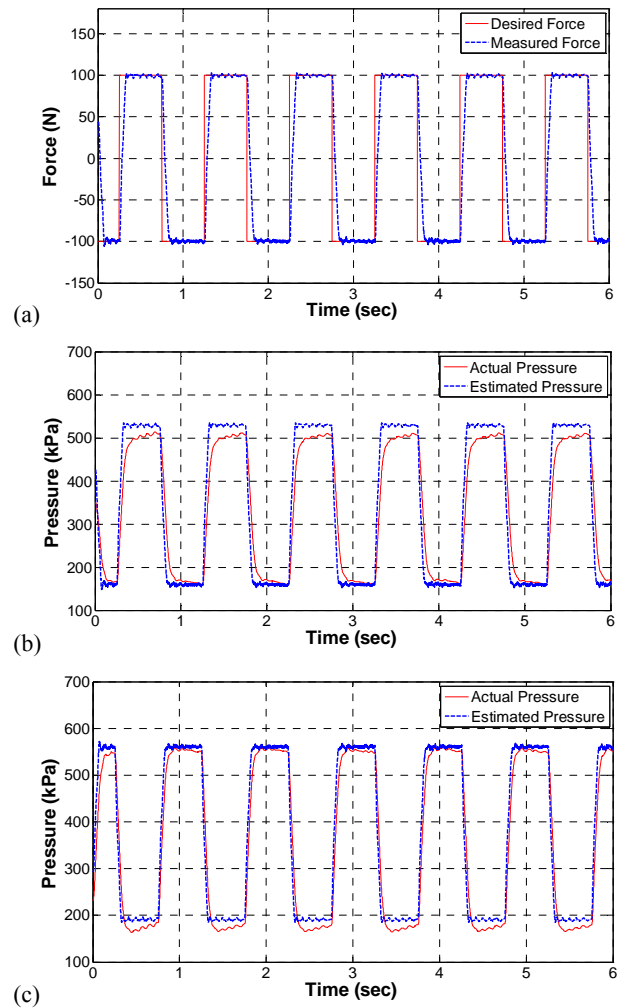 Desired Force
Measured Force
150
100
50
0
-50
-100
-150
Force (N)
0 1 2 3 4 5 6
Time (sec)
(a)
Actual Pressure
Estimated Pressure
700
600
500
400
300
200
100
Pressure (kPa)
0 1 2 3 4 5 6
Time (sec)
(b)
Actual Pressure
Estimated Pressure
700
600
500
400
300
200
100
Pressure (kPa)
0 1 2 3 4 5 6
Time (sec)
(c)